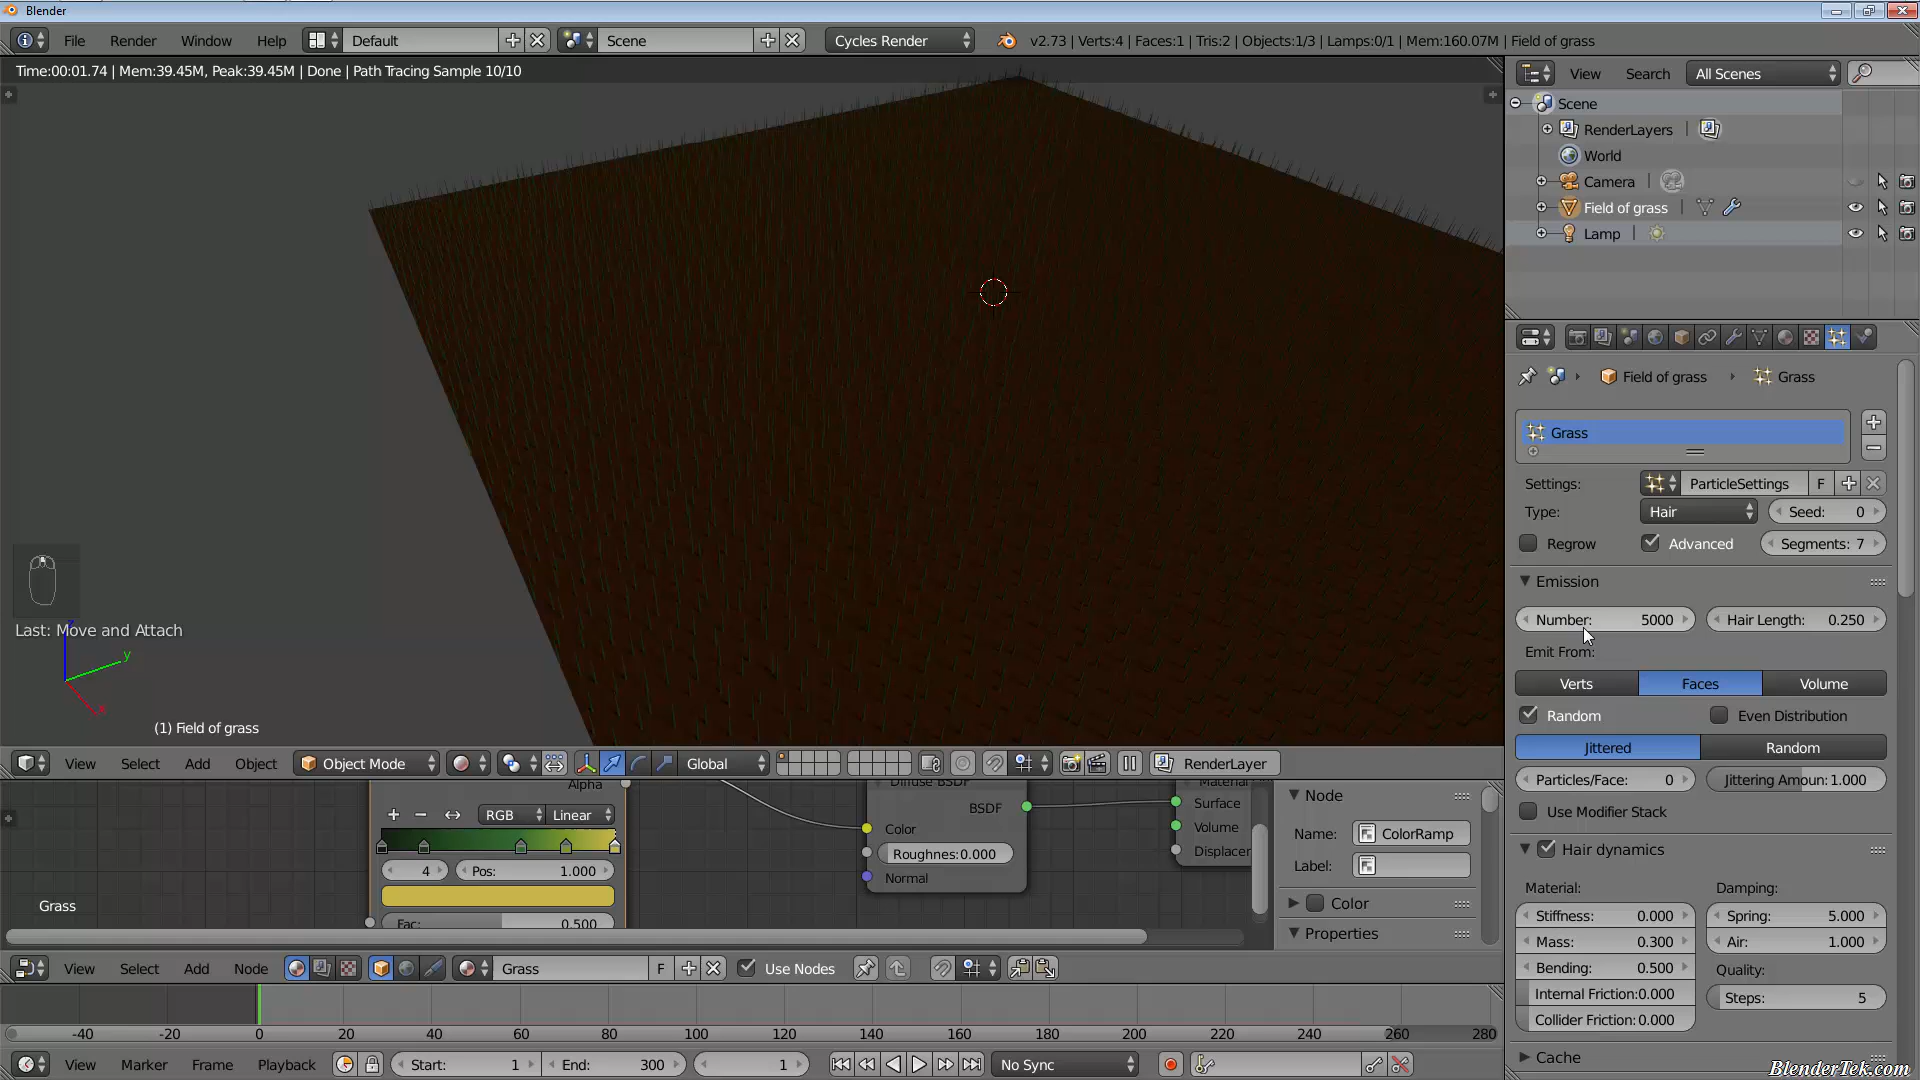 Blender
File Render Window Help Default Scene Cycles Render v2.73 | Verts:4 | Faces:1 | Tris:2 | Objects:1/3 | Lamps:0/1 | Mem:160.07M | Field of grass
Time:00:01.74 | Mem:39.45M, Peak:39.45M | Done | Path Tracing Sample 10/10
View Search All Scenes
Scene
RenderLayers |
World
Camera |
Field of grass |
Lamp |
Field of grass Grass
Grass
Settings: ParticleSettings F
Type: Hair Seed: 0
Regrow Advanced Segments: 7
Emission
Number: 5000 Hair Length: 0.250
Emit From:
Verts Faces Volume
Random Even Distribution
Jittered Random
Particles/Face: 0 Jittering Amoun: 1.000
Use Modifier Stack
Hair dynamics
Material: Damping:
Stiffness: 0.000 Spring: 5.000
Mass: 0.300 Air: 1.000
Bending: 0.500 Quality:
Internal Friction:0.000 Steps: 5
Collider Friction: 0.000
Cache
Last: Move and Attach
z
y
x
(1) Field of grass
View Select Add Object Object Mode Global RenderLayer
Alpha
RGB Linear
4 Pos: 1.000
Fac: 0.500
Grass
Diffuse BSDF
BSDF
Color
Roughnes:0.000
Normal
Material
Surface
Volume
Displacer
Node
Name: ColorRamp
Label:
Color
Properties
View Select Add Node Grass F Use Nodes
-40 -20 0 20 40 60 80 100 120 140 160 180 200 220 240 260 280
View Marker Frame Playback Start: 1 End: 300 1 No Sync
BlenderTek.com